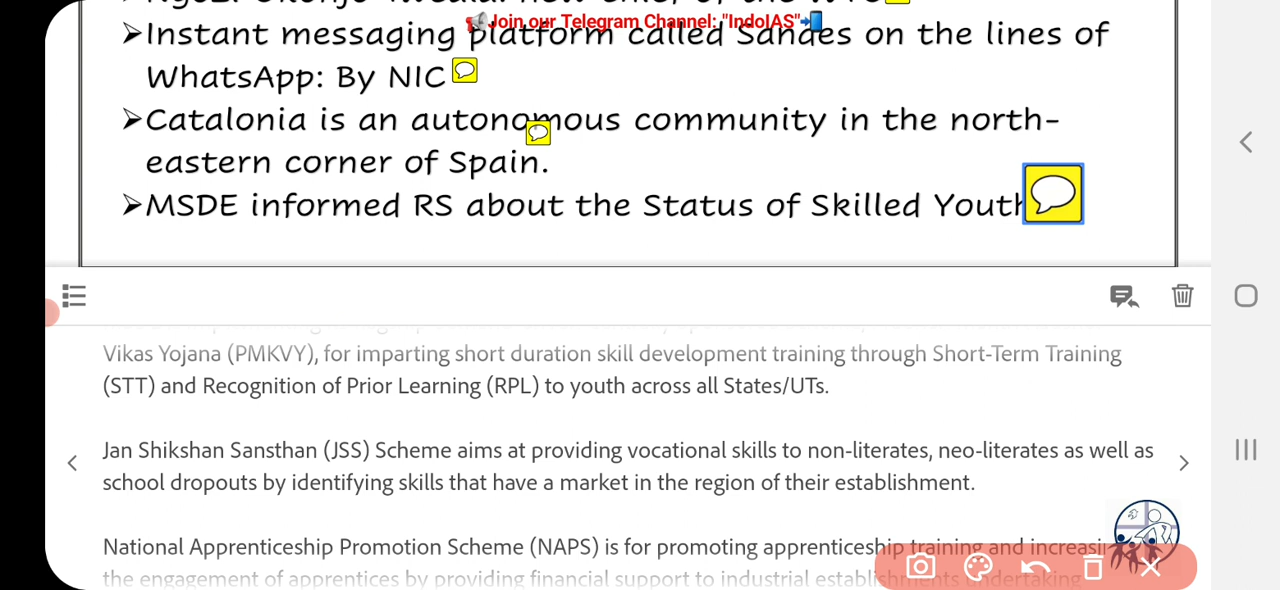 Join our Telegram Channel: "IndoIAS"
➢Instant messaging platform called Sandes on the lines of
WhatsApp: By NIC
➢Catalonia is an autonomous community in the north-
eastern corner of Spain.
➢MSDE informed RS about the Status of Skilled Youth
Vikas Yojana (PMKVY), for imparting short duration skill development training through Short-Term Training
(STT) and Recognition of Prior Learning (RPL) to youth across all States/UTs.
Jan Shikshan Sansthan (JSS) Scheme aims at providing vocational skills to non-literates, neo-literates as well as
school dropouts by identifying skills that have a market in the region of their establishment.
National Apprenticeship Promotion Scheme (NAPS) is for promoting apprenticeship training and
the engagement of apprentices by providing financial support to industrial establishments undertaking